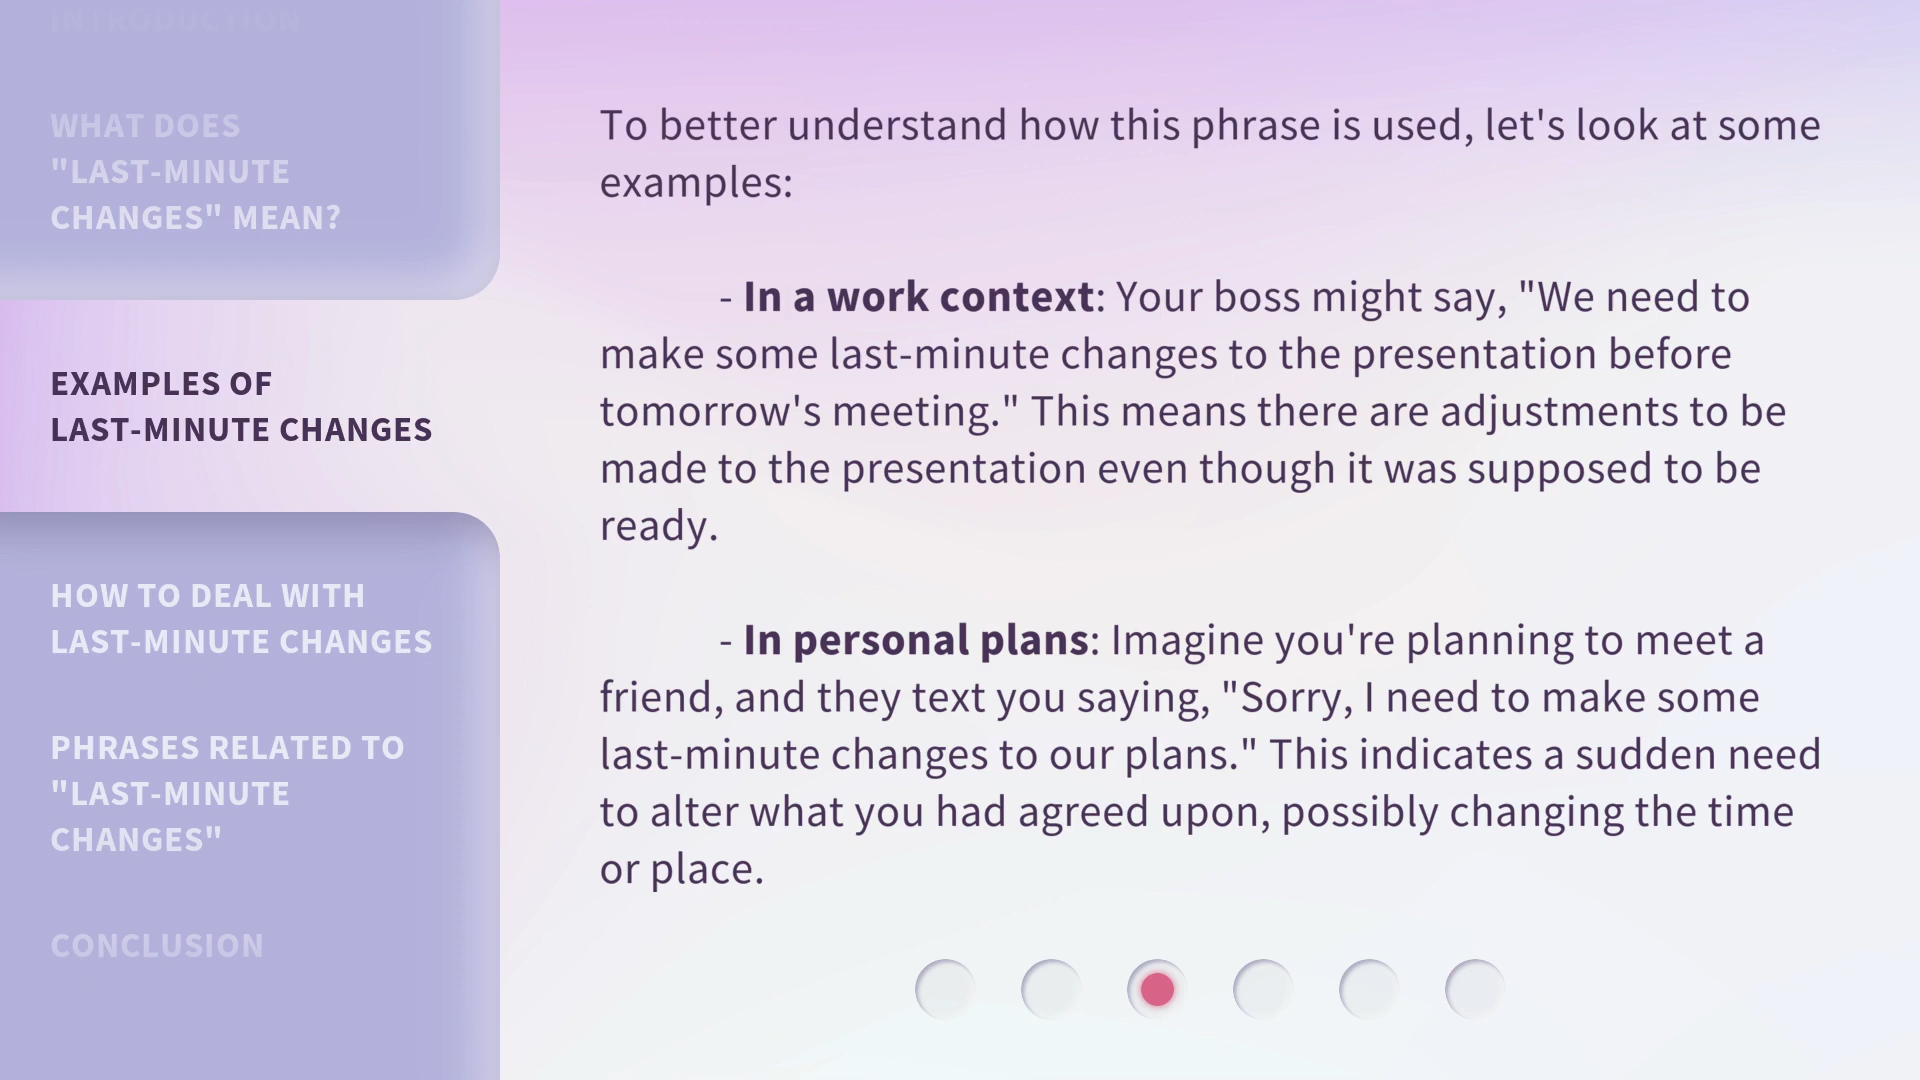 INTRODUCTION
WHAT DOES
"LAST-MINUTE
CHANGES" MEAN?
EXAMPLES OF
LAST-MINUTE CHANGES
HOW TO DEAL WITH
LAST-MINUTE CHANGES
PHRASES RELATED TO
"LAST-MINUTE
CHANGES"
CONCLUSION
To better understand how this phrase is used, let's look at some
examples:
- In a work context: Your boss might say, "We need to
make some last-minute changes to the presentation before
tomorrow's meeting." This means there are adjustments to be
made to the presentation even though it was supposed to be
ready.
- In personal plans: Imagine you're planning to meet a
friend, and they text you saying, "Sorry, I need to make some
last-minute changes to our plans." This indicates a sudden need
to alter what you had agreed upon, possibly changing the time
or place.